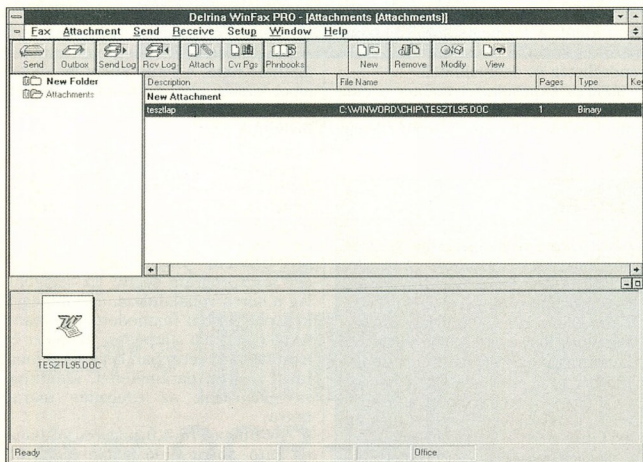 Delrina WinFax PRO - [Attachments (Attachments)]
Fax Attachment Send Receive Setup Window Help
Send Outbox Send Log Rcv Log Attach Cvr Pgs Phnbooks New Remove Modify View
New Folder
Attachments
Description File Name Pages Type Key
New Attachment
tesztlap C:\WINWORD\CHIP\TESZTL95.DOC 1 Binary
W
TESZTL95.DOC
Ready Office